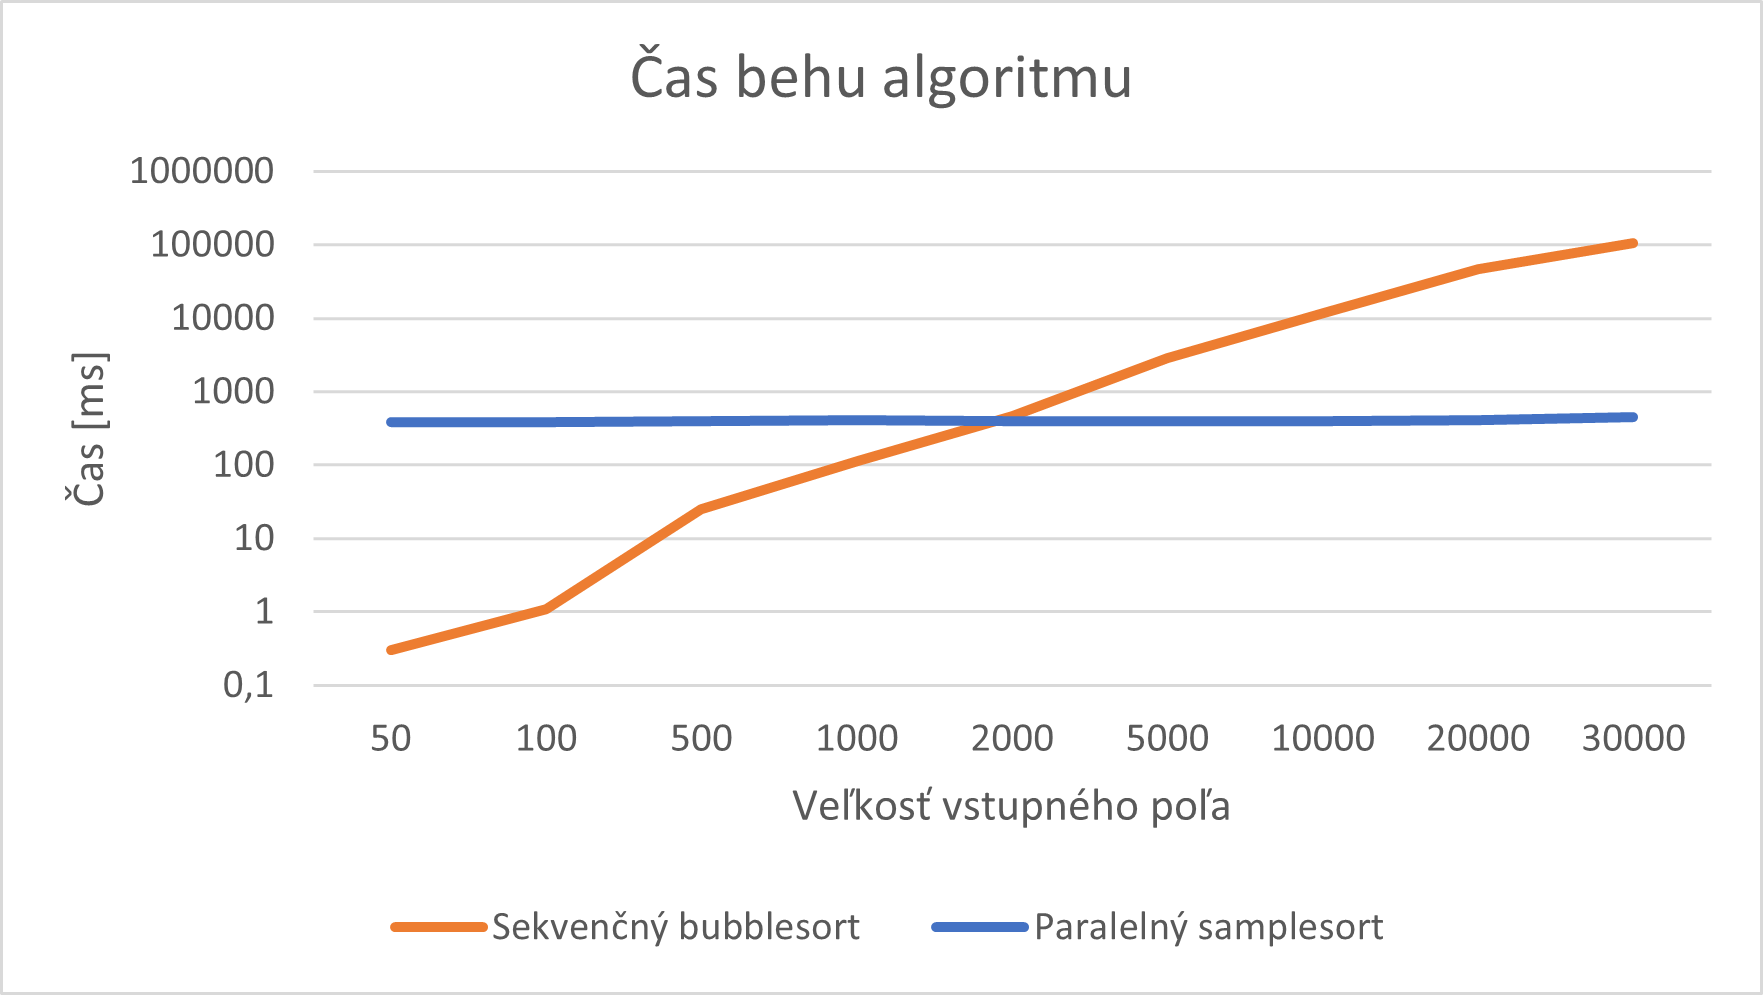 Čas behu algoritmu
1000000
100000
10000
1000
100
10
1
0,1
Čas [ms]
50 100 500 1000 2000 5000 10000 20000 30000
Veľkosť vstupného poľa
Sekvenčný bubblesort Paralelný samplesort